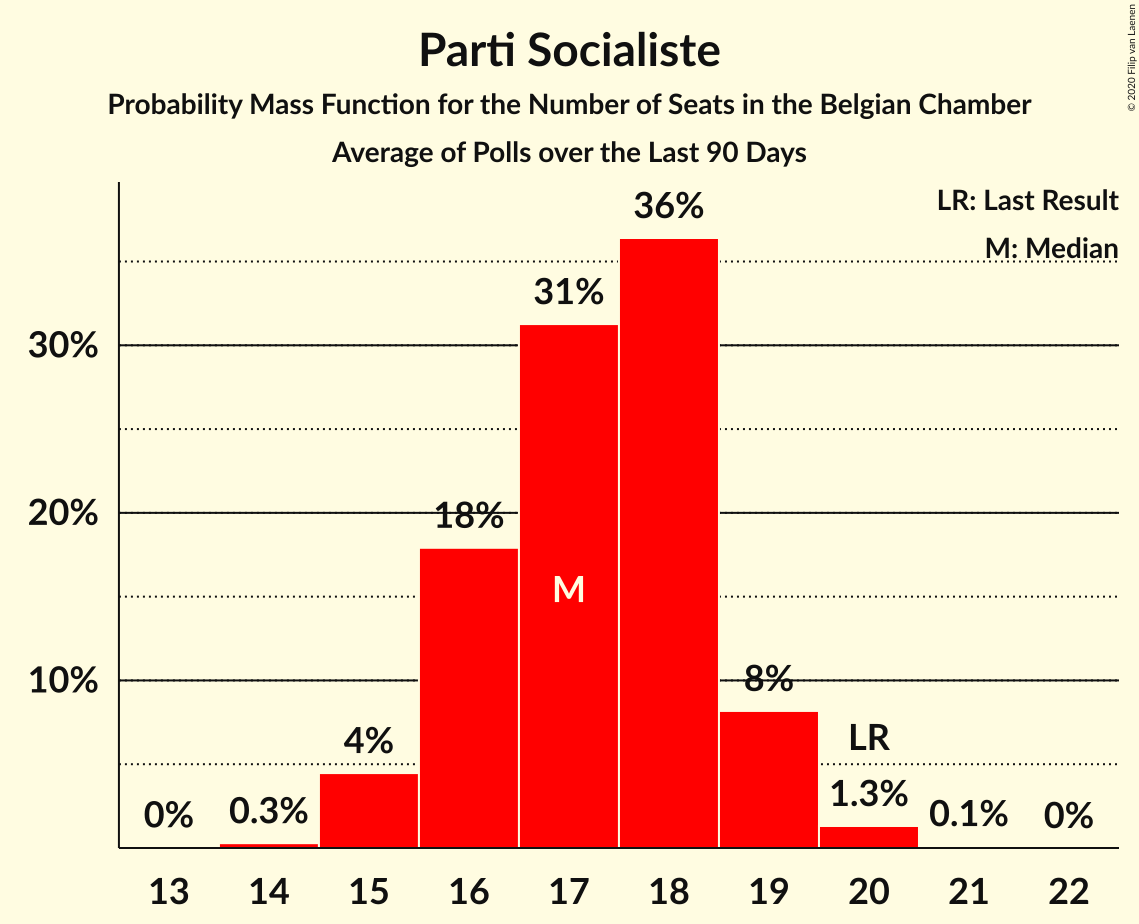 Parti Socialiste
Probability Mass Function for the Number of Seats in the Belgian Chamber
Average of Polls over the Last 90 Days
© 2020 Filip van Laenen
LR: Last Result
M: Median
36%
31%
30%
20%
18%
M
10%
8%
LR
4%
1.3%
0%
0.3%
0.1%
0%
13 14 15 16 17 18 19 20 21 22